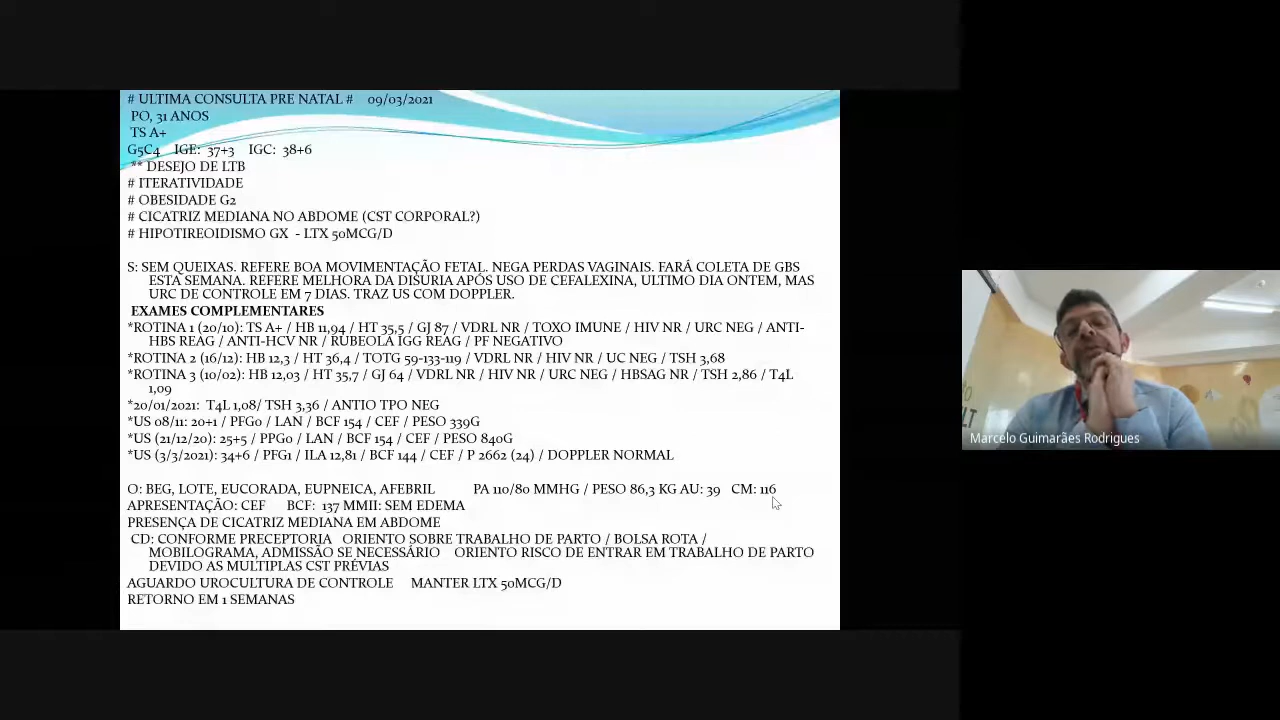 # ULTIMA CONSULTA PRE NATAL # 09/03/2021
PO, 31 ANOS
TS A+
G5C4 IGE: 37+3 IGC: 38+6
** DESEJO DE LTB
# ITERATIVIDADE
# OBESIDADE G2
# CICATRIZ MEDIANA NO ABDOME (CST CORPORAL?)
# HIPOTIREOIDISMO GX - LTX 50MCG/D
S: SEM QUEIXAS. REFERE BOA MOVIMENTAÇÃO FETAL. NEGA PERDAS VAGINAIS. FARÁ COLETA DE GBS
ESTA SEMANA. REFERE MELHORA DA DISURIA APÓS USO DE CEFALEXINA, ULTIMO DIA ONTEM, MAS
URC DE CONTROLE EM 7 DIAS. TRAZ US COM DOPPLER.
EXAMES COMPLEMENTARES
*ROTINA 1 (20/10): TS A+ / HB 11,94 / HT 35,5 / GJ 87 / VDRL NR / TOXO IMUNE / HIV NR / URC NEG / ANTI-
HBS REAG / ANTI-HCV NR / RUBEOLA IGG REAG / PF NEGATIVO
*ROTINA 2 (16/12): HB 12,3 / HT 36,4 / TOTG 59-133-119 / VDRL NR / HIV NR / UC NEG / TSH 3,68
*ROTINA 3 (10/02): HB 12,03 / HT 35,7 / GJ 64 / VDRL NR / HIV NR / URC NEG / HBSAG NR / TSH 2,86 / T4L
1,09
*20/01/2021: T4L 1,08/ TSH 3,36 / ANTIO TPO NEG
*US 08/11: 20+1 / PFG0 / LAN / BCF 154 / CEF / PESO 339G
*US (21/12/20): 25+5 / PPG0 / LAN / BCF 154 / CEF / PESO 840G
*US (3/3/2021): 34+6 / PFG1 / ILA 12,81 / BCF 144 / CEF / P 2662 (24) / DOPPLER NORMAL
O: BEG, LOTE, EUCORADA, EUPNEICA, AFEBRIL PA 110/80 MMHG / PESO 86,3 KG AU: 39 CM: 116
APRESENTAÇÃO: CEF BCF: 137 MMII: SEM EDEMA
PRESENÇA DE CICATRIZ MEDIANA EM ABDOME
CD: CONFORME PRECEPTORIA ORIENTO SOBRE TRABALHO DE PARTO / BOLSA ROTA /
MOBILOGRAMA, ADMISSÃO SE NECESSÁRIO ORIENTO RISCO DE ENTRAR EM TRABALHO DE PARTO
DEVIDO AS MULTIPLAS CST PRÉVIAS
AGUARDO UROCULTURA DE CONTROLE MANTER LTX 50MCG/D
RETORNO EM 1 SEMANAS
Marcelo Guimarães Rodrigues